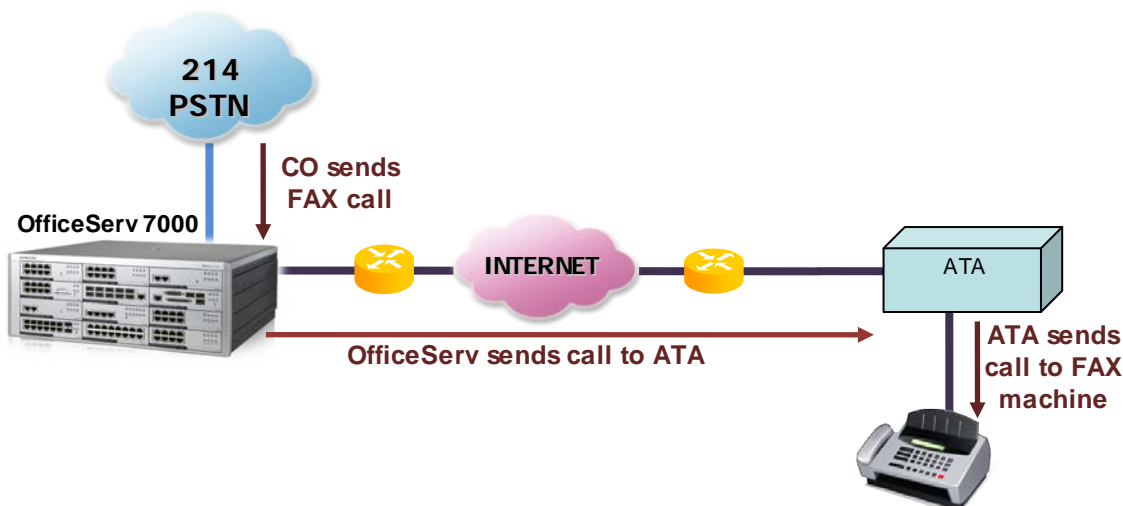 214
PSTN
CO sends
FAX call
OfficeServ 7000
INTERNET
ATA
OfficeServ sends call to ATA
ATA sends
call to FAX
machine